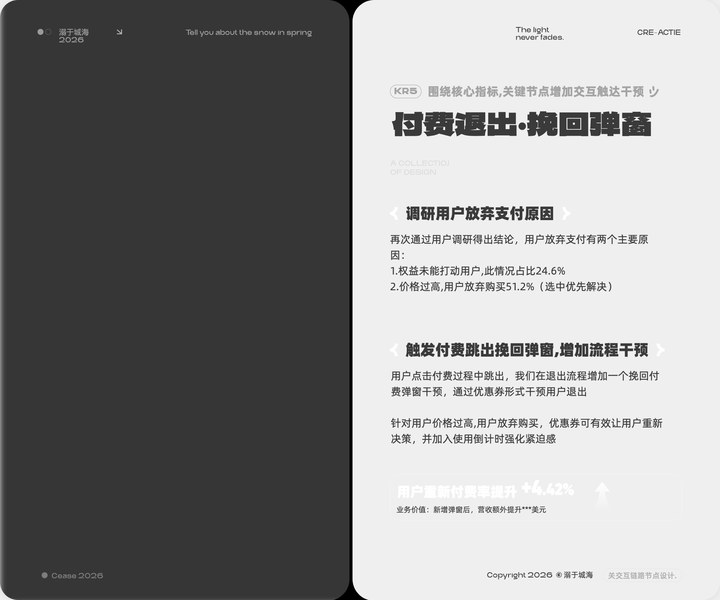 溺于城海
2026
Tell you about the snow in spring
Cease 2026
The light
never fades.
CRE-ACTIE
KR5 围绕核心指标,关键节点增加交互触达干预
付费退出·挽回弹窗
A COLLECTION
OF DESIGN
调研用户放弃支付原因
再次通过用户调研得出结论，用户放弃支付有两个主要原
因：
1.权益未能打动用户,此情况占比24.6%
2.价格过高,用户放弃购买51.2%（选中优先解决）
触发付费跳出挽回弹窗,增加流程干预
用户点击付费过程中跳出，我们在退出流程增加一个挽回付
费弹窗干预，通过优惠券形式干预用户退出
针对用户价格过高,用户放弃购买，优惠券可有效让用户重新
决策，并加入使用倒计时强化紧迫感
用户重新付费率提升 +4.42%
业务价值：新增弹窗后，营收额外提升***美元
Copyright 2026 ® 溺于城海
关交互链路节点设计.